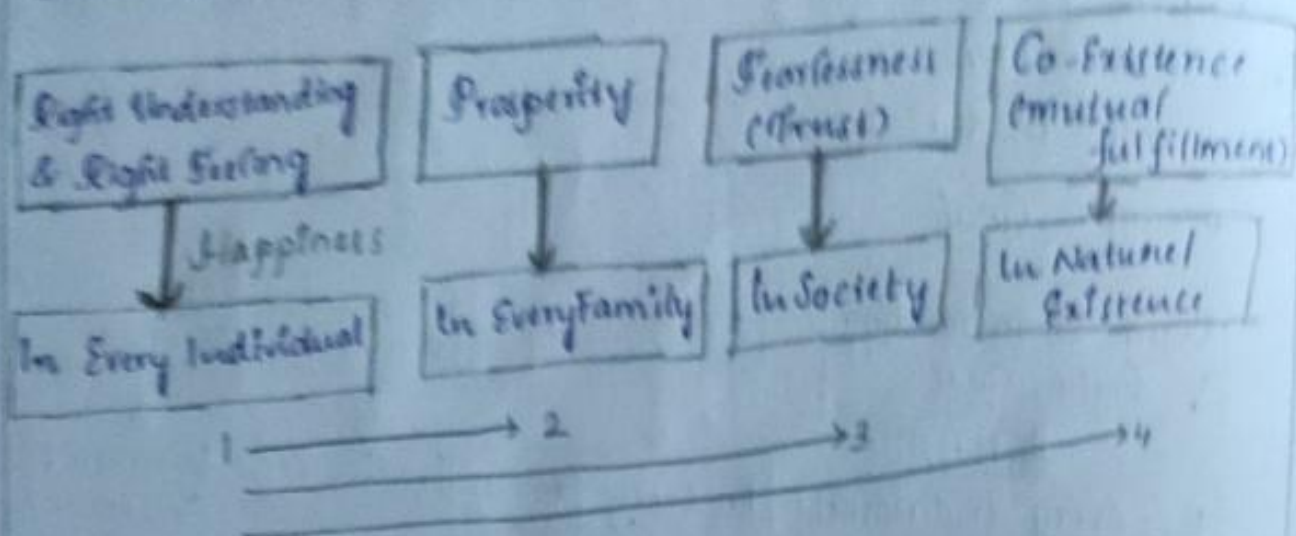 Right Understanding
& Right Feeling
Prosperity
Fearlessness
(Trust)
Co-Existence
(mutual
fulfillment)
Happiness
In Every Individual
In Every Family
In Society
In Nature/
Existence
1 → 2
→ 3
→ 4